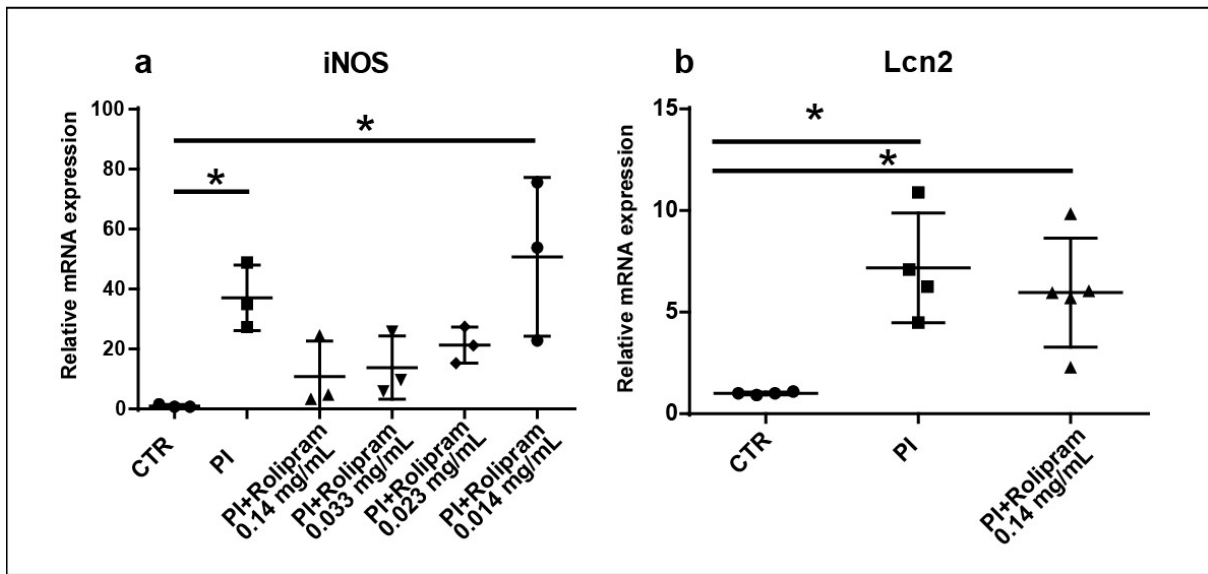 a
iNOS
Relative mRNA expression
100
80
60
40
20
0
*
*
CTR
PI
PI+Rolipram
0.14 mg/mL
PI+Rolipram
0.033 mg/mL
PI+Rolipram
0.023 mg/mL
PI+Rolipram
0.014 mg/mL
b
Lcn2
Relative mRNA expression
15
10
5
0
*
*
CTR
PI
PI+Rolipram
0.14 mg/mL